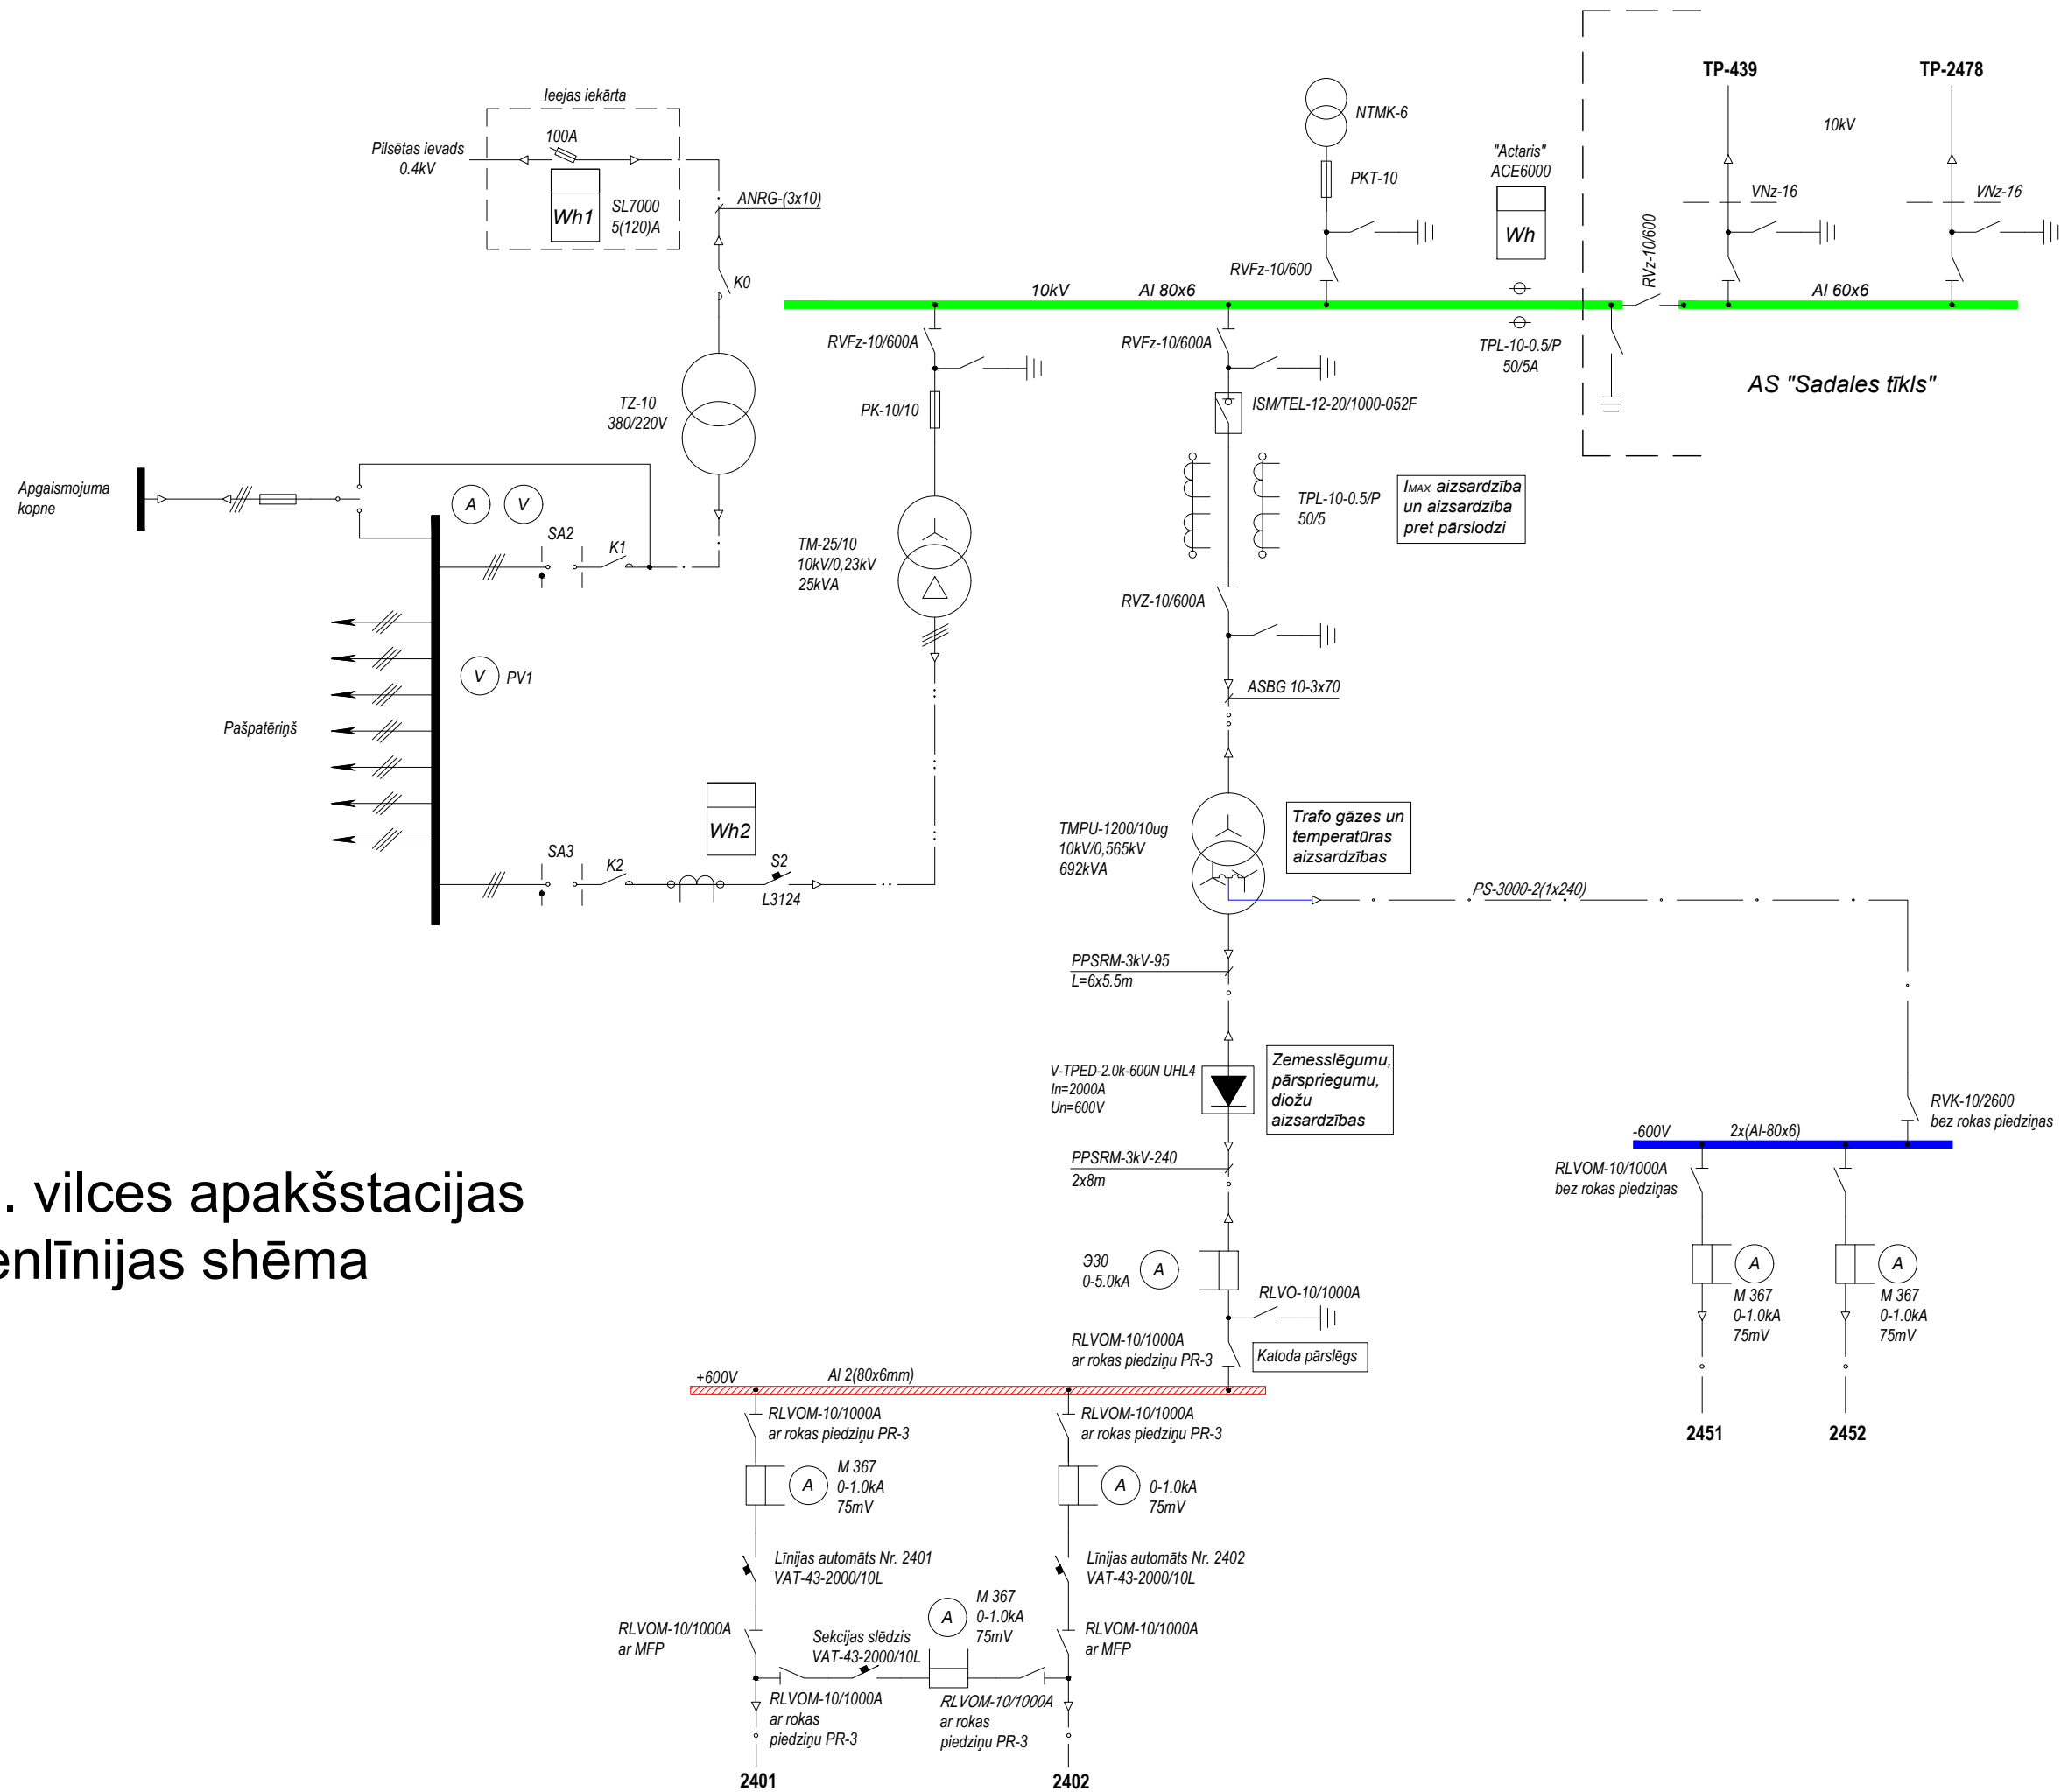 TP-439
TP-2478
10kV
VNz-16
VNz-16
RVz-10/600
Al 60x6
AS "Sadales tīkls"
NTMK-6
PKT-10
RVFz-10/600
"Actaris"
ACE6000
Wh
TPL-10-0.5/P
50/5A
10kV
Al 80x6
Ieejas iekārta
100A
Pilsētas ievads
0.4kV
Wh1
SL7000
5(120)A
ANRG-(3x10)
K0
TZ-10
380/220V
RVFz-10/600A
PK-10/10
TM-25/10
10kV/0,23kV
25kVA
RVFz-10/600A
ISM/TEL-12-20/1000-052F
TPL-10-0.5/P
50/5
IMAX aizsardzība
un aizsardzība
pret pārslodzi
RVZ-10/600A
ASBG 10-3x70
Apgaismojuma
kopne
A
V
SA2
K1
V
PV1
Pašpatēriņš
Wh2
SA3
K2
S2
L3124
TMPU-1200/10ug
10kV/0,565kV
692kVA
Trafo gāzes un
temperatūras
aizsardzības
PS-3000-2(1x240)
PPSRM-3kV-95
L=6x5.5m
V-TPED-2.0k-600N UHL4
In=2000A
Un=600V
Zemesslēgumu,
pārspriegumu,
diožu
aizsardzības
PPSRM-3kV-240
2x8m
Э30
0-5.0kA
A
RLVO-10/1000A
RLVOM-10/1000A
ar rokas piedziņu PR-3
Katoda pārslēgs
RVK-10/2600
bez rokas piedziņas
-600V
2x(Al-80x6)
RLVOM-10/1000A
bez rokas piedziņas
A
M 367
0-1.0kA
75mV
A
M 367
0-1.0kA
75mV
2451
2452
. vilces apakšstacijas
enlīnijas shēma
+600V
Al 2(80x6mm)
RLVOM-10/1000A
ar rokas piedziņu PR-3
RLVOM-10/1000A
ar rokas piedziņu PR-3
A
M 367
0-1.0kA
75mV
A
0-1.0kA
75mV
Līnijas automāts Nr. 2401
VAT-43-2000/10L
Līnijas automāts Nr. 2402
VAT-43-2000/10L
RLVOM-10/1000A
ar MFP
Sekcijas slēdzis
VAT-43-2000/10L
A
M 367
0-1.0kA
75mV
RLVOM-10/1000A
ar MFP
RLVOM-10/1000A
ar rokas
piedziņu PR-3
RLVOM-10/1000A
ar rokas
piedziņu PR-3
2401
2402